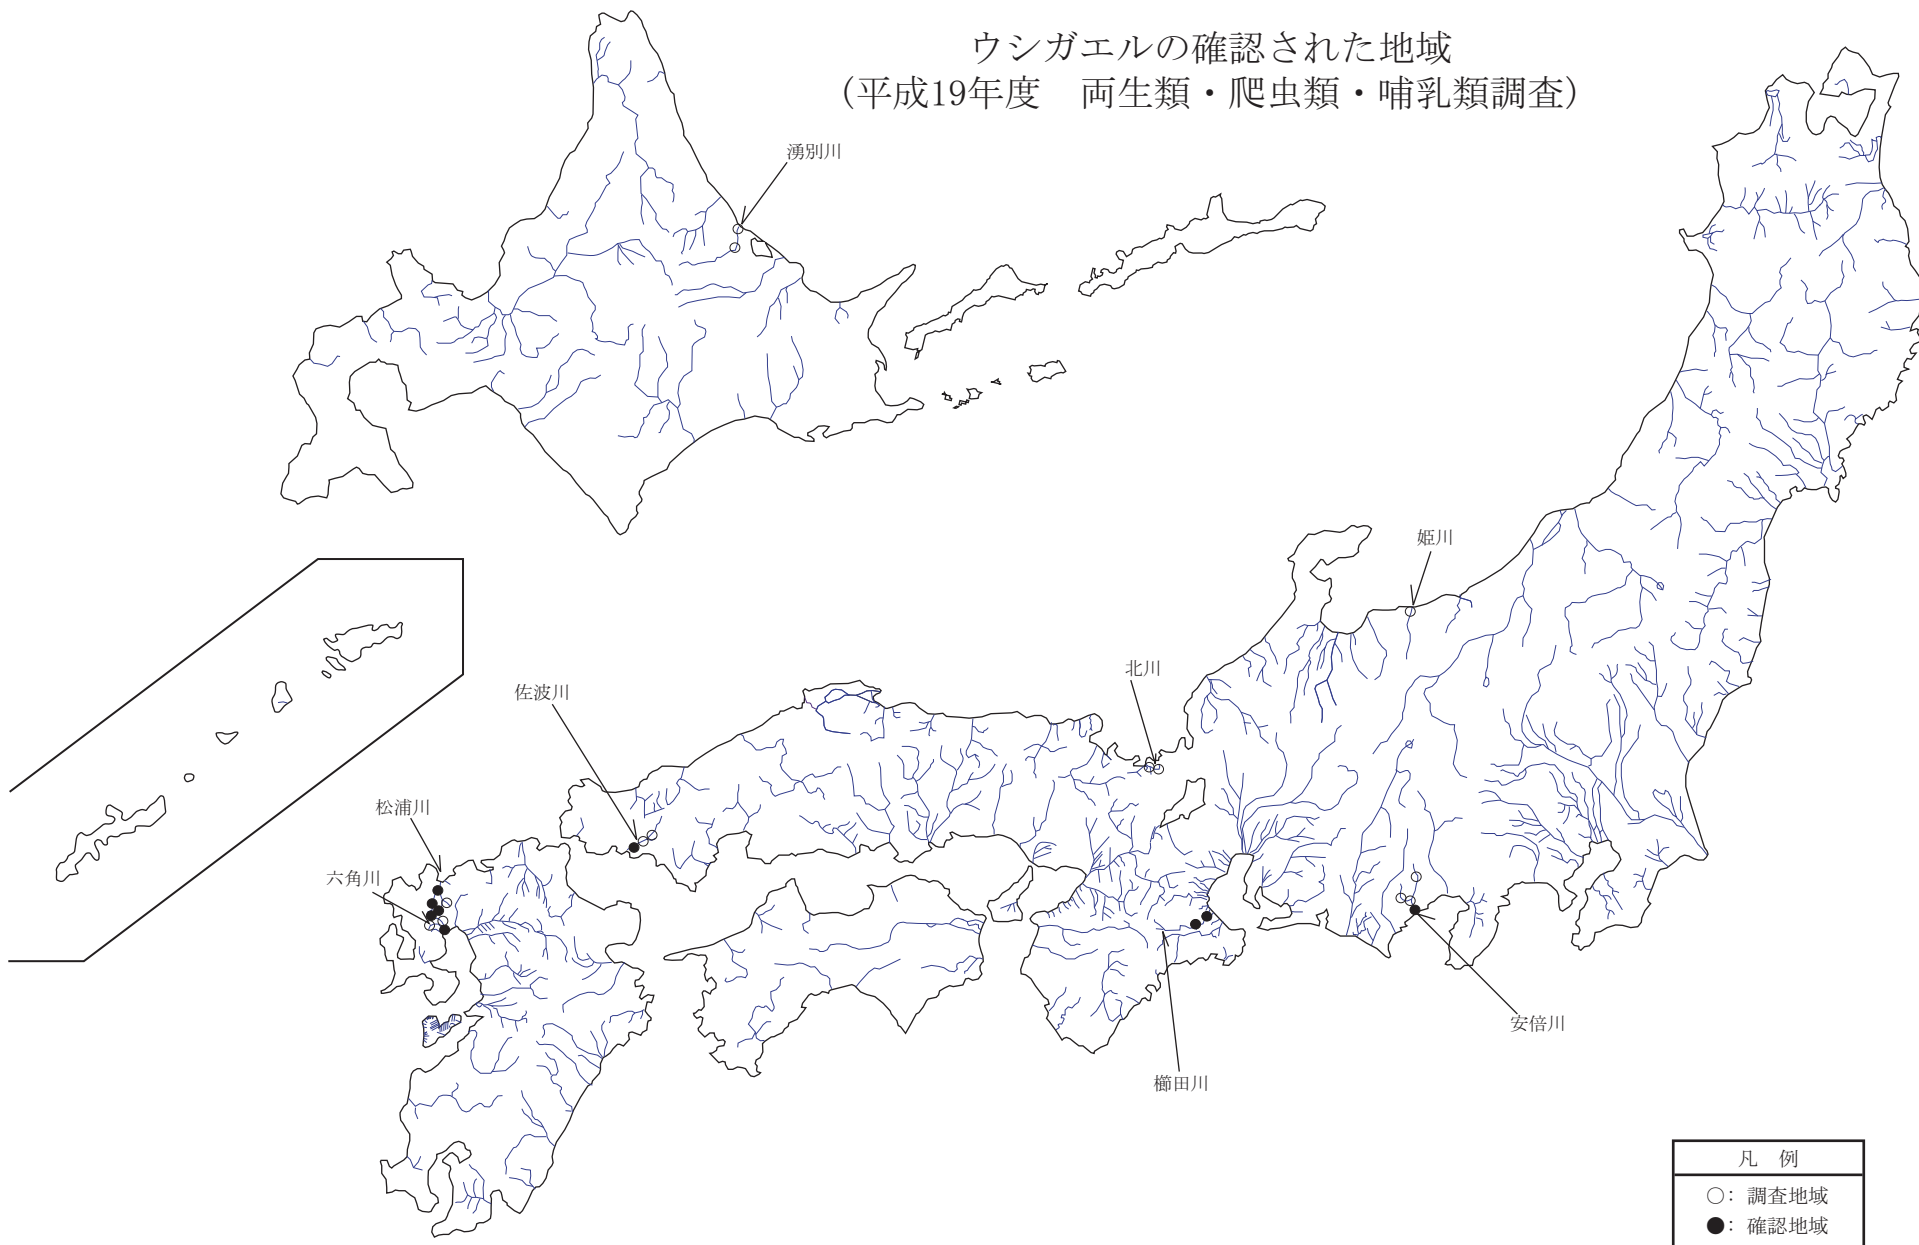 ウシガエルの確認された地域
(平成19年度　両生類・爬虫類・哺乳類調査)
湧別川
姫川
北川
佐波川
松浦川
六角川
安倍川
櫛田川
凡　例
○：調査地域
●：確認地域